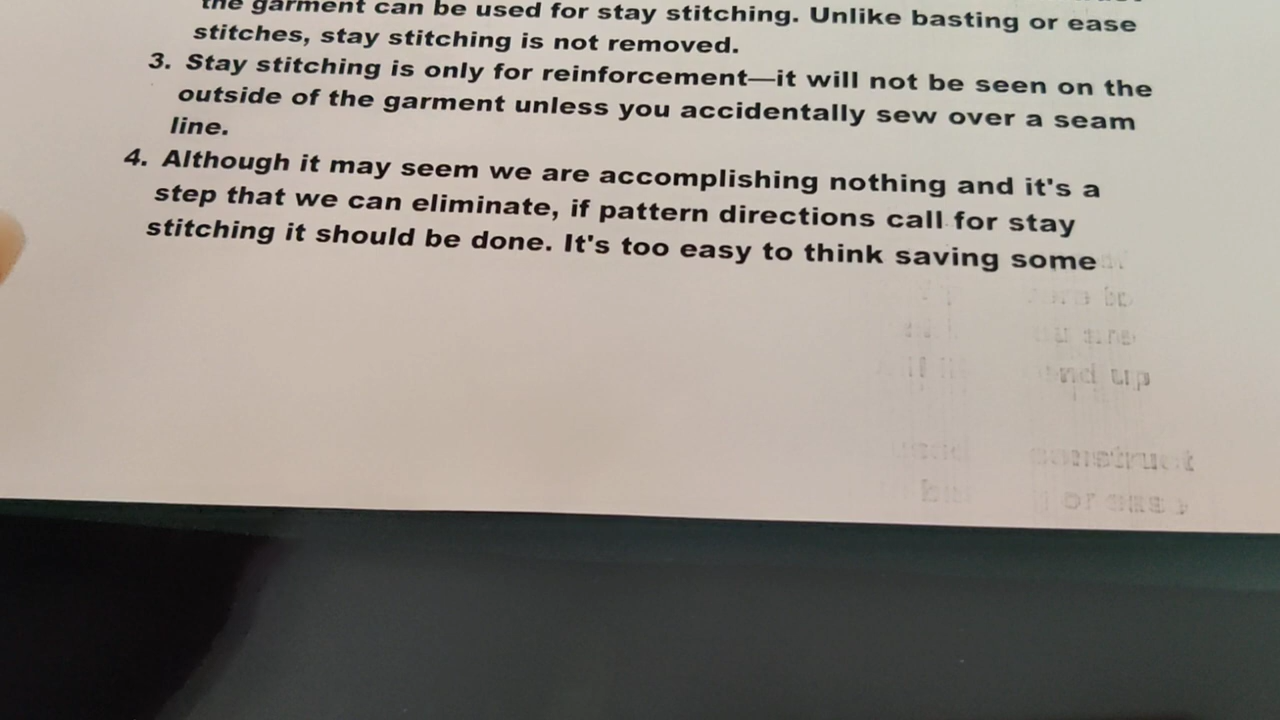 the garment can be used for stay stitching. Unlike basting or ease
stitches, stay stitching is not removed.
3. Stay stitching is only for reinforcement—it will not be seen on the
outside of the garment unless you accidentally sew over a seam
line.
4. Although it may seem we are accomplishing nothing and it's a
step that we can eliminate, if pattern directions call for stay
stitching it should be done. It's too easy to think saving some
nd up
construct